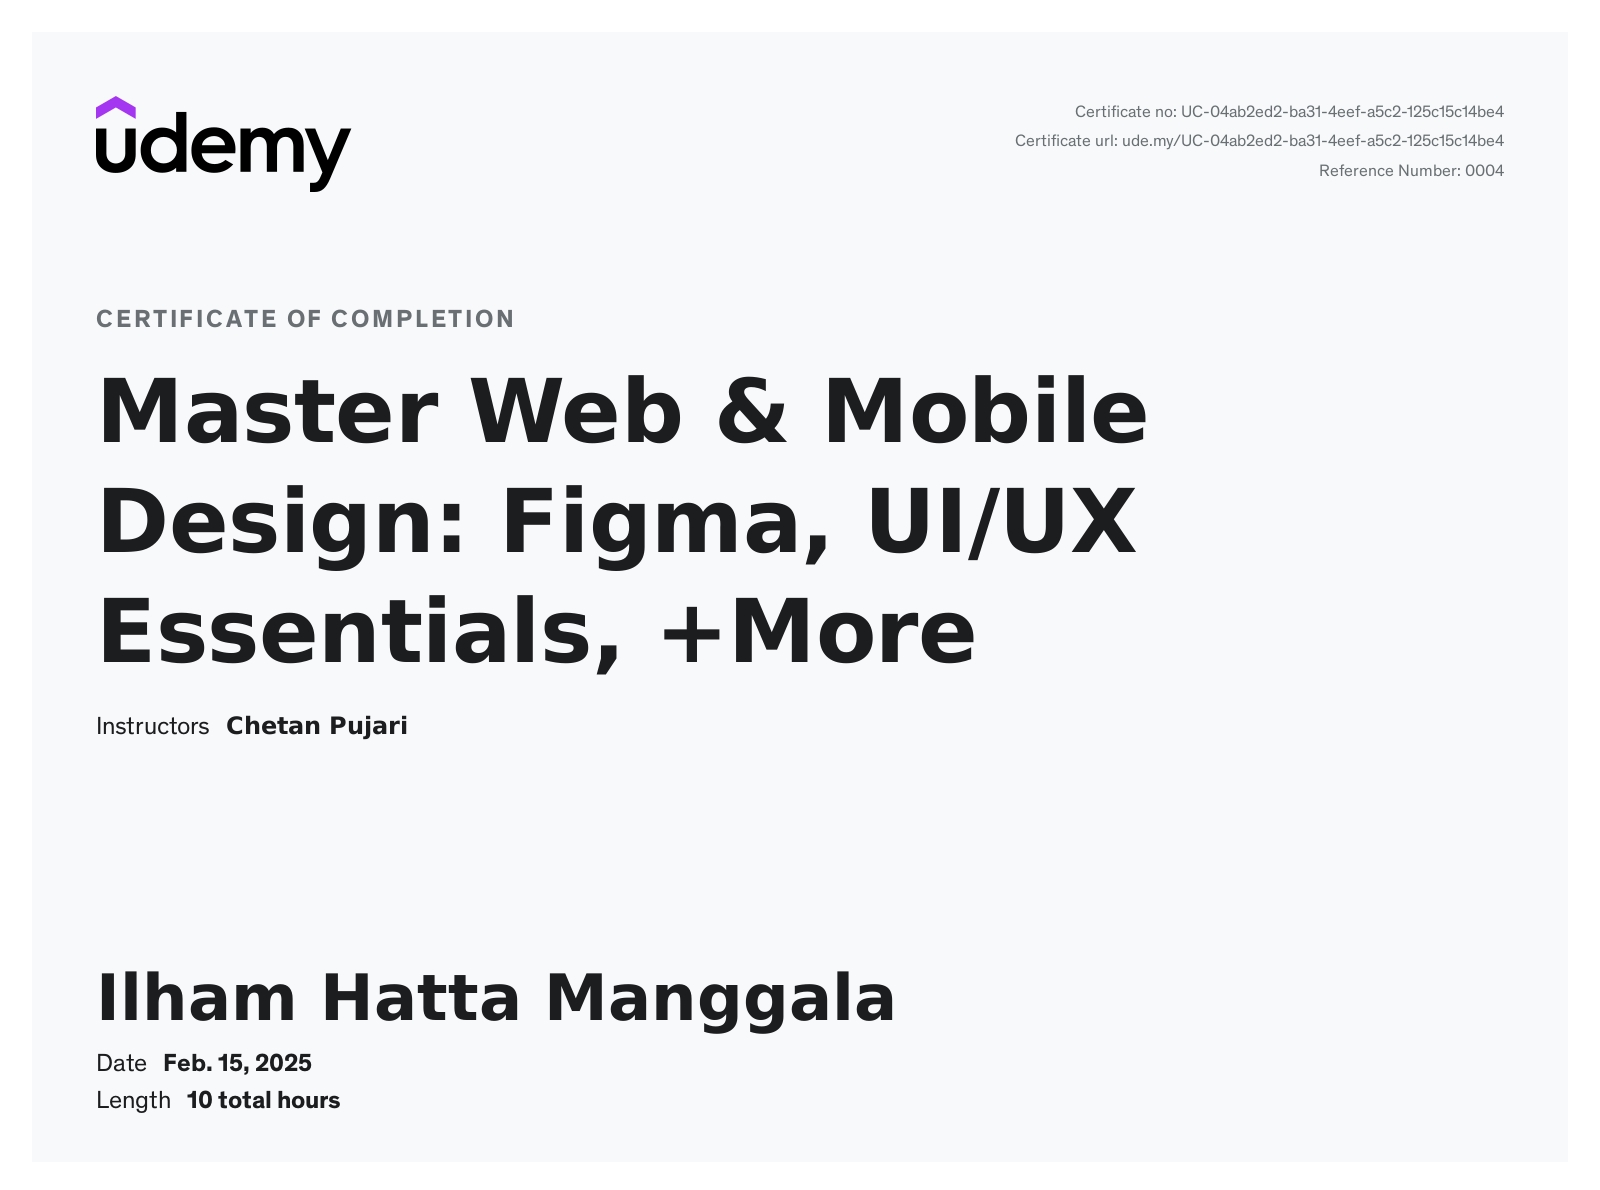 udemy
Certificate no: UC-04ab2ed2-ba31-4eef-a5c2-125c15c14be4
Certificate url: ude.my/UC-04ab2ed2-ba31-4eef-a5c2-125c15c14be4
Reference Number: 0004
CERTIFICATE OF COMPLETION
Master Web & Mobile
Design: Figma, UI/UX
Essentials, +More
Instructors Chetan Pujari
Ilham Hatta Manggala
Date Feb. 15, 2025
Length 10 total hours